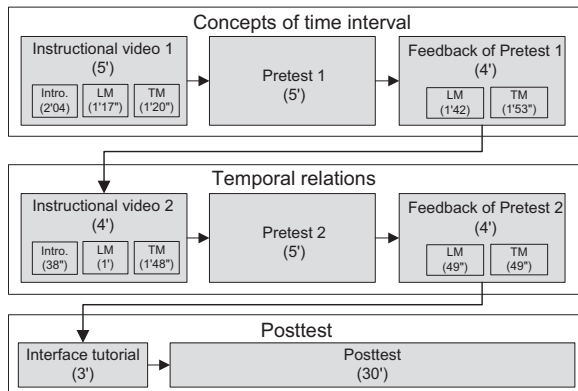 Concepts of time interval
Instructional video 1
(5')
Intro.
(2'04)
LM
(1'17")
TM
(1'20")
Pretest 1
(5')
Feedback of Pretest 1
(4')
LM
(1'42)
TM
(1'53")
Temporal relations
Instructional video 2
(4')
Intro.
(38")
LM
(1')
TM
(1'48")
Pretest 2
(5')
Feedback of Pretest 2
(4')
LM
(49")
TM
(49")
Posttest
Interface tutorial
(3')
Posttest
(30')